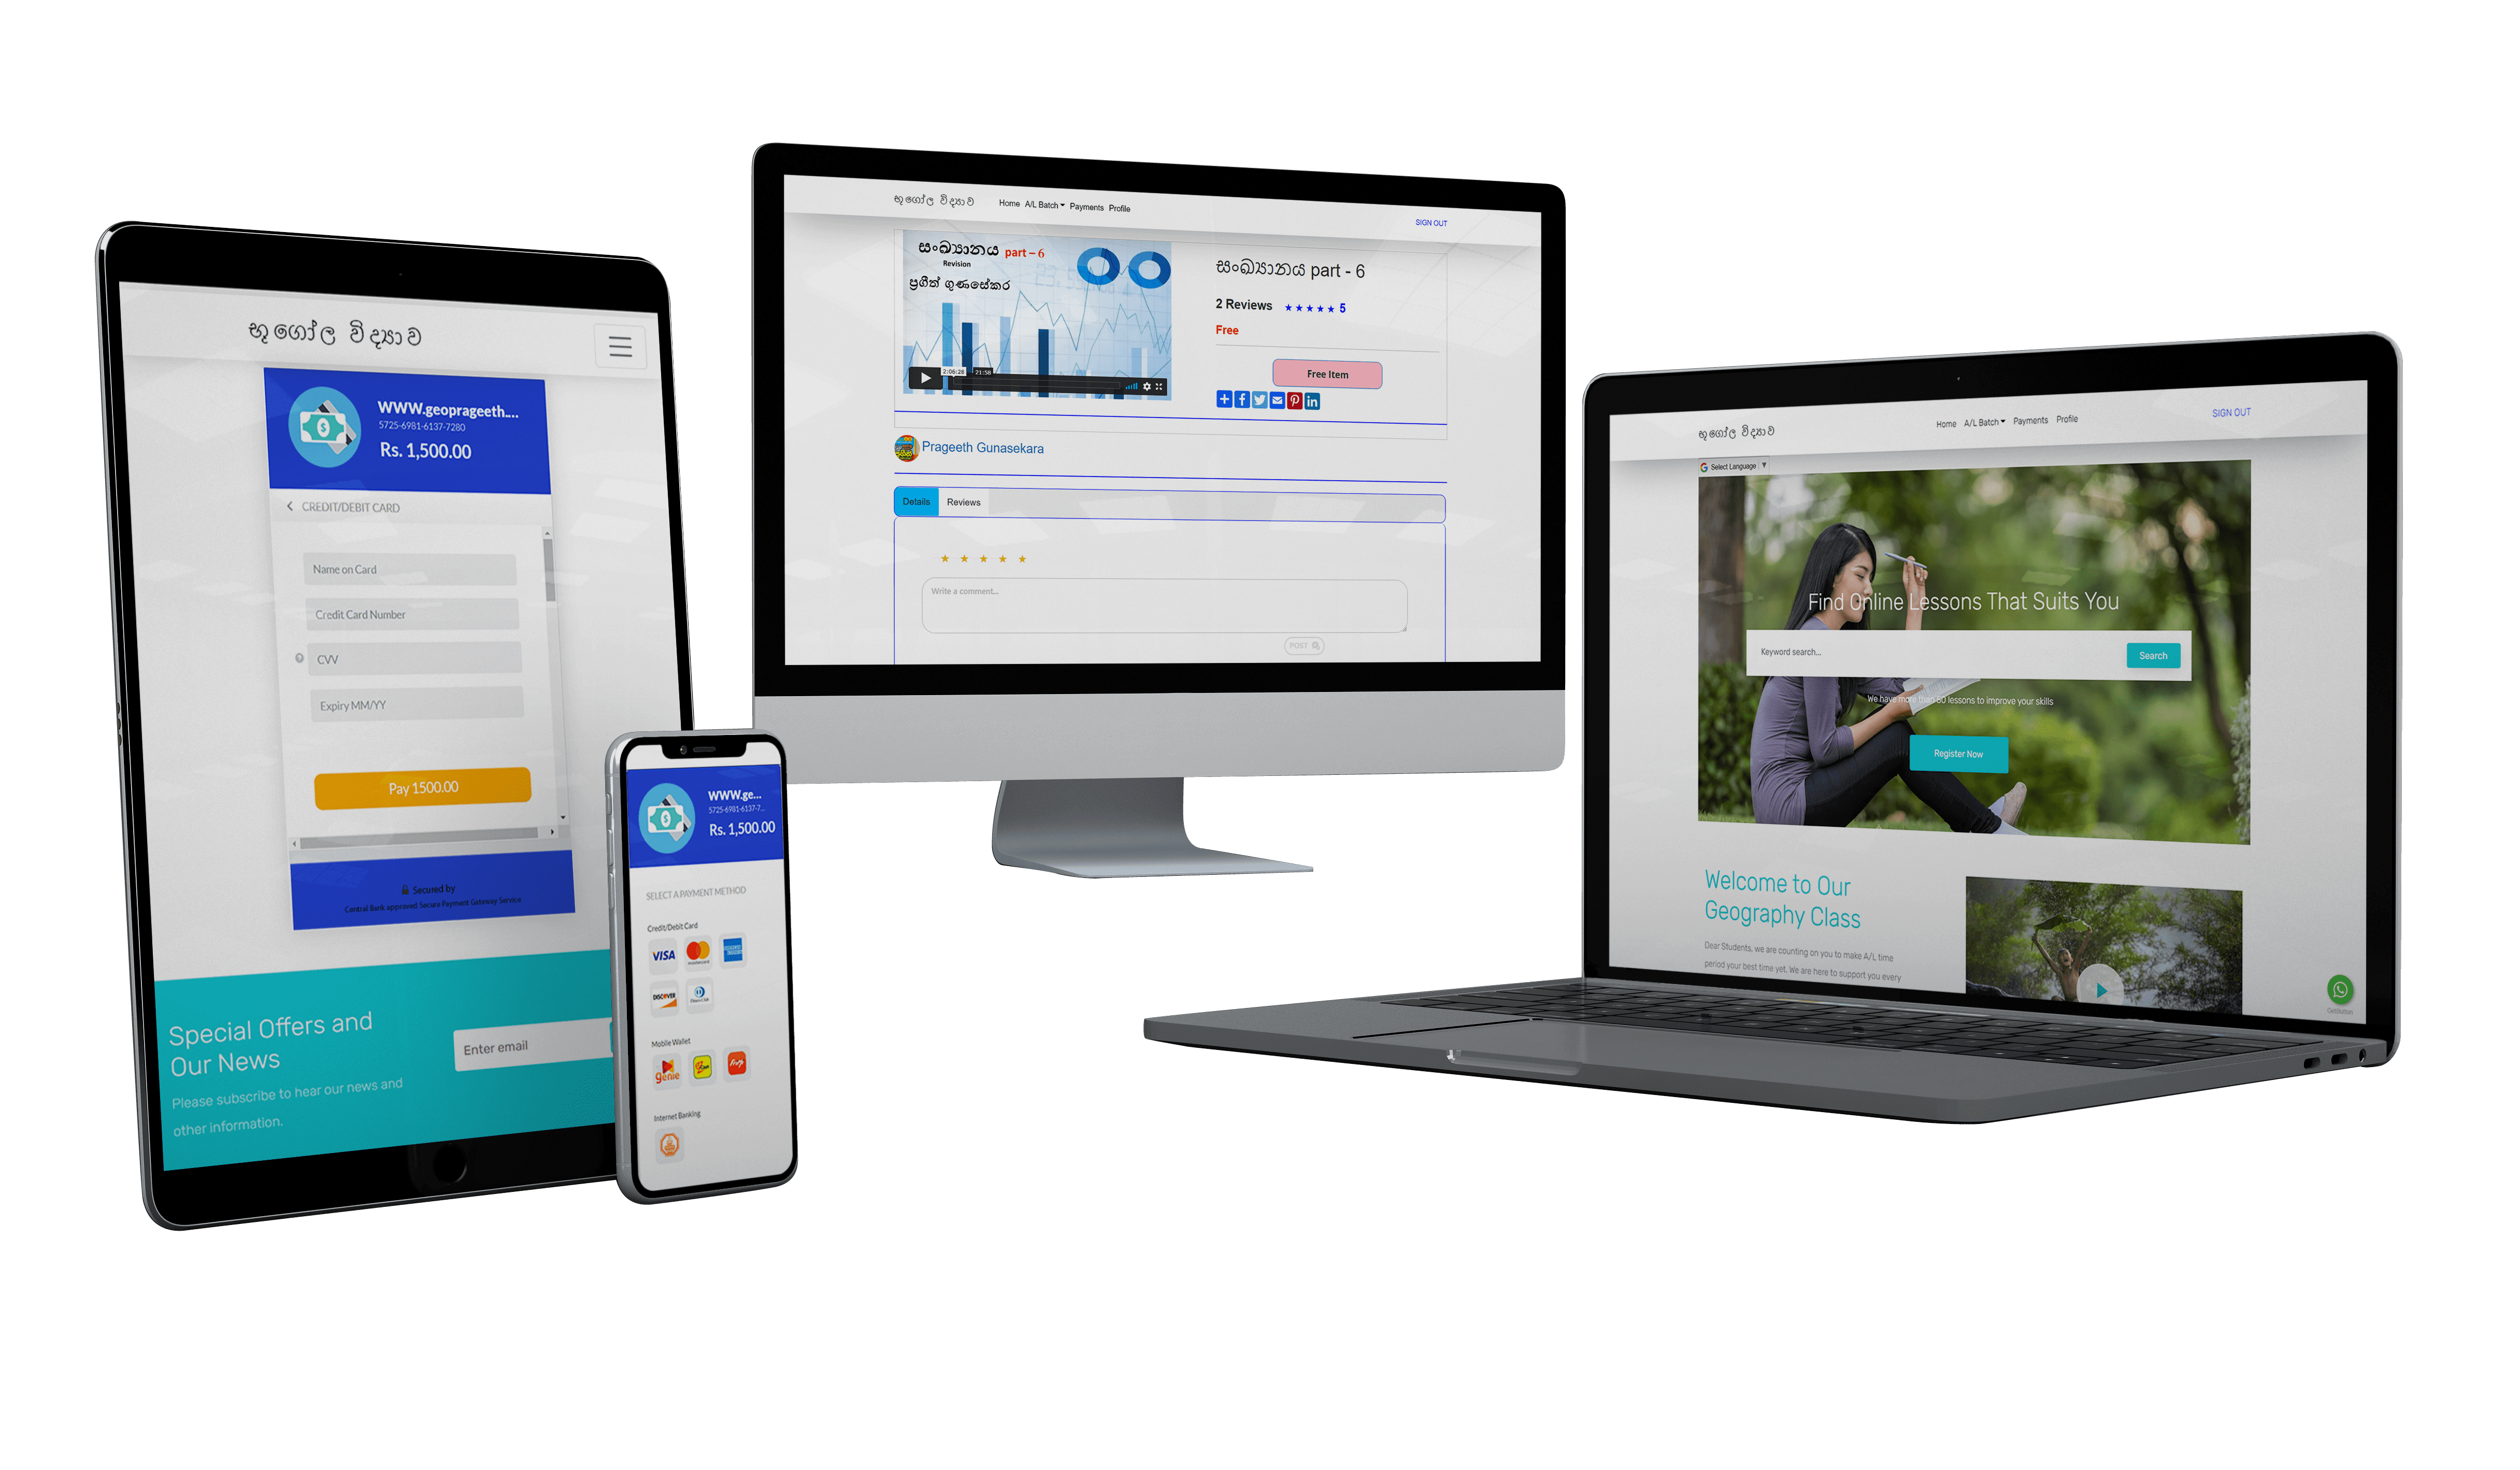 භූගෝල විද්‍යාව
WWW.geoprageeth....
5725-6981-6137-7280
Rs. 1,500.00
CREDIT/DEBIT CARD
Name on Card
Credit Card Number
CVV
Expiry MM/YY
Pay 1500.00
Secured by
Central Bank approved Secure Payment Gateway Service
Special Offers and
Our News
Please subscribe to hear our news and
other information.
Enter email
WWW.ge...
5725-6981-6137-7...
Rs. 1,500.00
SELECT A PAYMENT METHOD
Credit/Debit Card
VISA
mastercard
DISCOVER
Mobile Wallet
genie
Internet Banking
භූගෝල විද්‍යාව
Home A/L Batch Payments Profile
SIGN OUT
සංඛ්‍යානය part – 6
Revision
ප්‍රගීත් ගුණසේකර
2:06:28
21:58
සංඛ්‍යානය part - 6
2 Reviews ★ ★ ★ ★ ★ 5
Free
Free Item
Prageeth Gunasekara
Details Reviews
★ ★ ★ ★ ★
Write a comment...
POST
භූගෝල විද්‍යාව
Home A/L Batch Payments Profile
SIGN OUT
Select Language
Find Online Lessons That Suits You
Keyword search...
Search
We have more than 60 lessons to improve your skills
Register Now
Welcome to Our
Geography Class
Dear Students, we are counting on you to make A/L time
period your best time yet. We are here to support you every
GetButton